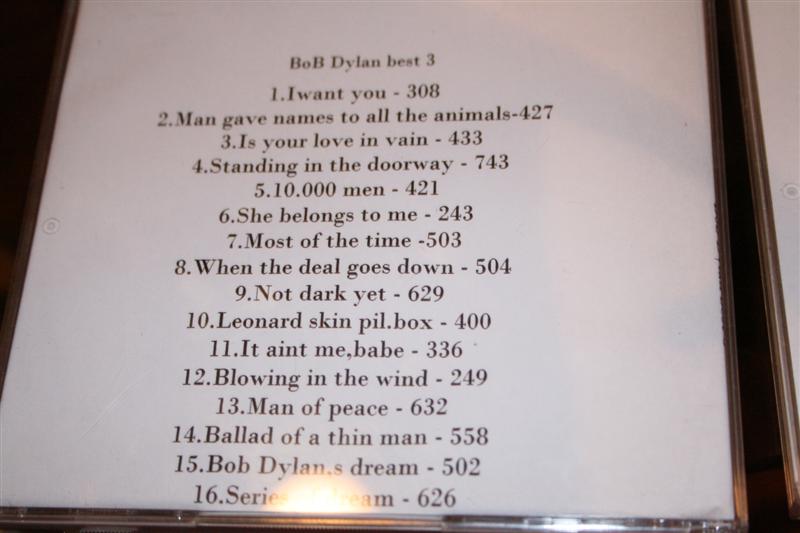 BoB Dylan best 3
1.Iwant you - 308
2.Man gave names to all the animals-427
3.Is your love in vain - 433
4.Standing in the doorway - 743
5.10.000 men - 421
6.She belongs to me - 243
7.Most of the time -503
8.When the deal goes down - 504
9.Not dark yet - 629
10.Leonard skin pil.box - 400
11.It aint me,babe - 336
12.Blowing in the wind - 249
13.Man of peace - 632
14.Ballad of a thin man - 558
15.Bob Dylan,s dream - 502
16.Series dream - 626